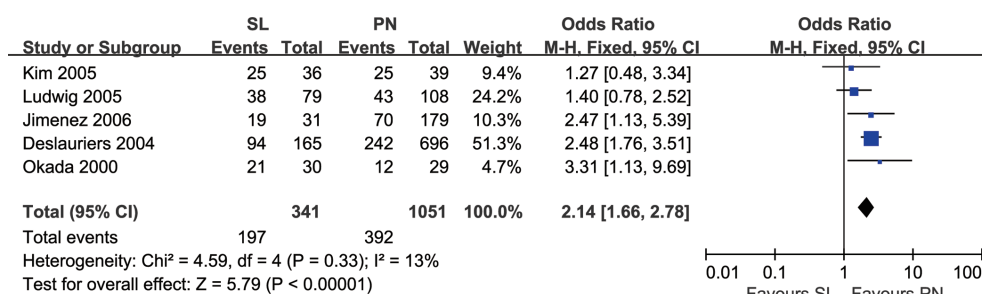 SL PN Odds Ratio Odds Ratio
Study or Subgroup Events Total Events Total Weight M-H, Fixed, 95% CI M-H, Fixed, 95% CI
Kim 2005 25 36 25 39 9.4% 1.27 [0.48, 3.34]
Ludwig 2005 38 79 43 108 24.2% 1.40 [0.78, 2.52]
Jimenez 2006 19 31 70 179 10.3% 2.47 [1.13, 5.39]
Deslauriers 2004 94 165 242 696 51.3% 2.48 [1.76, 3.51]
Okada 2000 21 30 12 29 4.7% 3.31 [1.13, 9.69]
Total (95% CI) 341 1051 100.0% 2.14 [1.66, 2.78]
Total events 197 392
Heterogeneity: Chi² = 4.59, df = 4 (P = 0.33); I² = 13%
Test for overall effect: Z = 5.79 (P < 0.00001)
0.01 0.1 1 10 100
Favours SL Favours PN